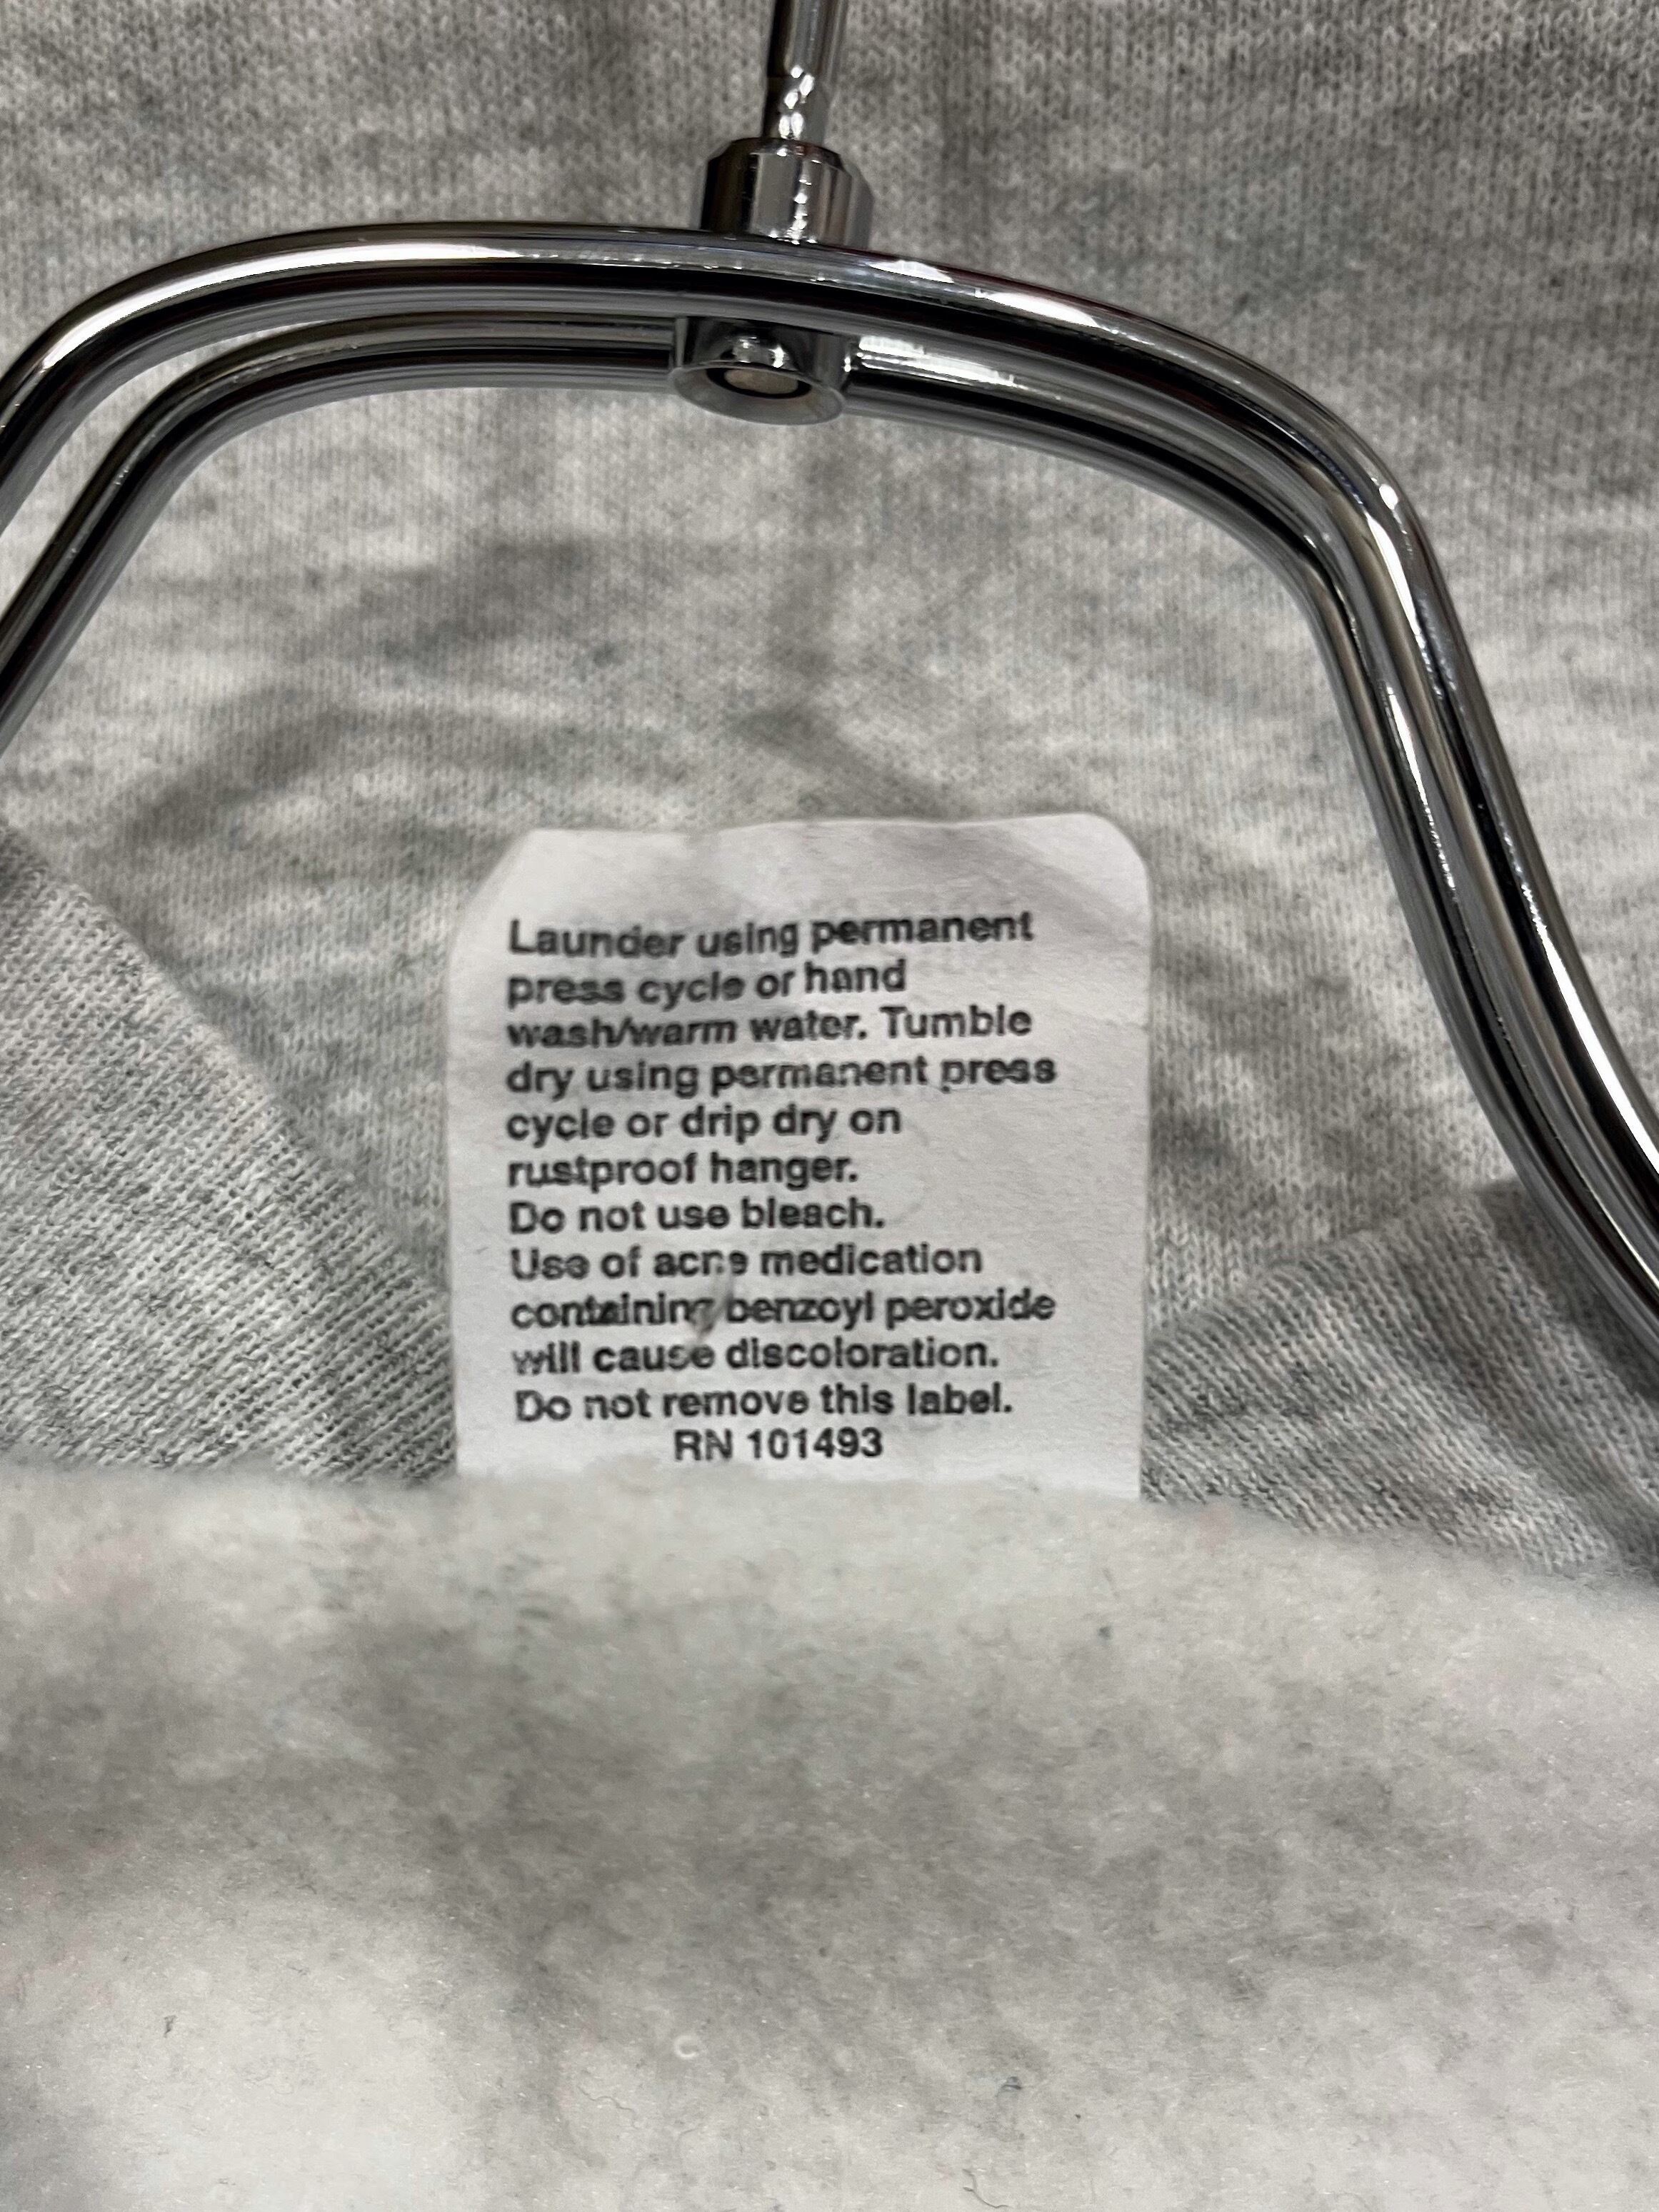 Launder using permanent
press cycle or hand
wash/warm water. Tumble
dry using permanent press
cycle or drip dry on
rustproof hanger.
Do not use bleach.
Use of acne medication
containing benzoyl peroxide
will cause discoloration.
Do not remove this label.
RN 101493